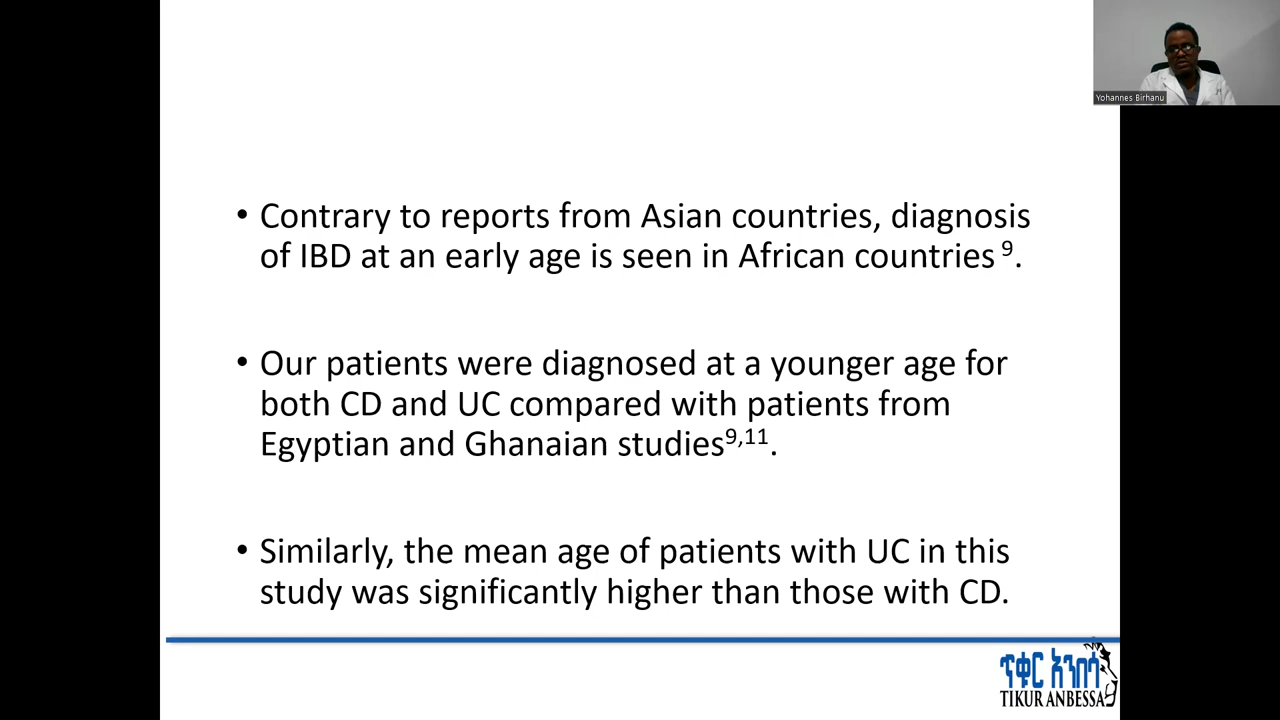 Yohannes Birhanu
• Contrary to reports from Asian countries, diagnosis
of IBD at an early age is seen in African countries 9.
• Our patients were diagnosed at a younger age for
both CD and UC compared with patients from
Egyptian and Ghanaian studies9,11.
• Similarly, the mean age of patients with UC in this
study was significantly higher than those with CD.
ጥቁር አንበሳ
TIKUR ANBESSA